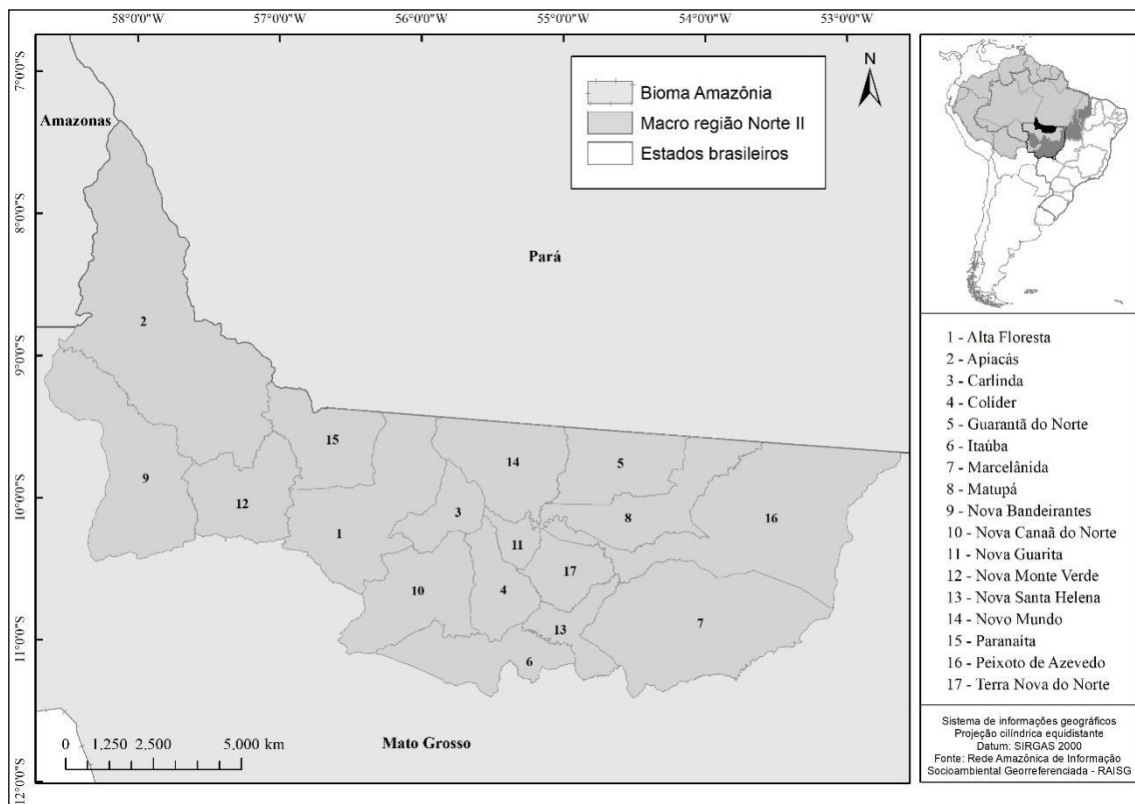 58°0'0"W 57°0'0"W 56°0'0"W 55°0'0"W 54°0'0"W 53°0'0"W
7°0'0"S
8°0'0"S
9°0'0"S
10°0'0"S
11°0'0"S
12°0'0"S
Amazonas
Pará
Mato Grosso
Bioma Amazônia
Macro região Norte II
Estados brasileiros
N
2
15
14
5
9
12
1
3
8
16
11
17
10
4
13
7
6
0 1,250 2,500 5,000 km
1 - Alta Floresta
2 - Apiacás
3 - Carlinda
4 - Colíder
5 - Guarantã do Norte
6 - Itaúba
7 - Marcelânida
8 - Matupá
9 - Nova Bandeirantes
10 - Nova Canaã do Norte
11 - Nova Guarita
12 - Nova Monte Verde
13 - Nova Santa Helena
14 - Novo Mundo
15 - Paranaíta
16 - Peixoto de Azevedo
17 - Terra Nova do Norte
Sistema de informações geográficos
Projeção cilíndrica equidistante
Datum: SIRGAS 2000
Fonte: Rede Amazônica de Informação
Socioambiental Georreferenciada - RAISG